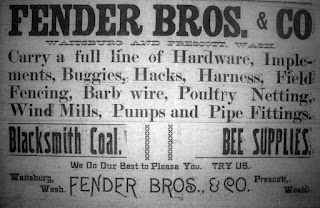 FENDER BROS. & CO
WAITSBURG AND PRESCOTT, WASH.
Carry a full line of Hardware, Imple-
ments, Buggies, Hacks, Harness, Field
Fencing, Barb wire, Poultry Netting,
Wind Mills, Pumps and Pipe Fittings.
Blacksmith Coal. BEE SUPPLIES.
We Do Our Best to Please You. TRY US.
Waitsburg, Wash. FENDER BROS., & CO. Prescott, Wash.